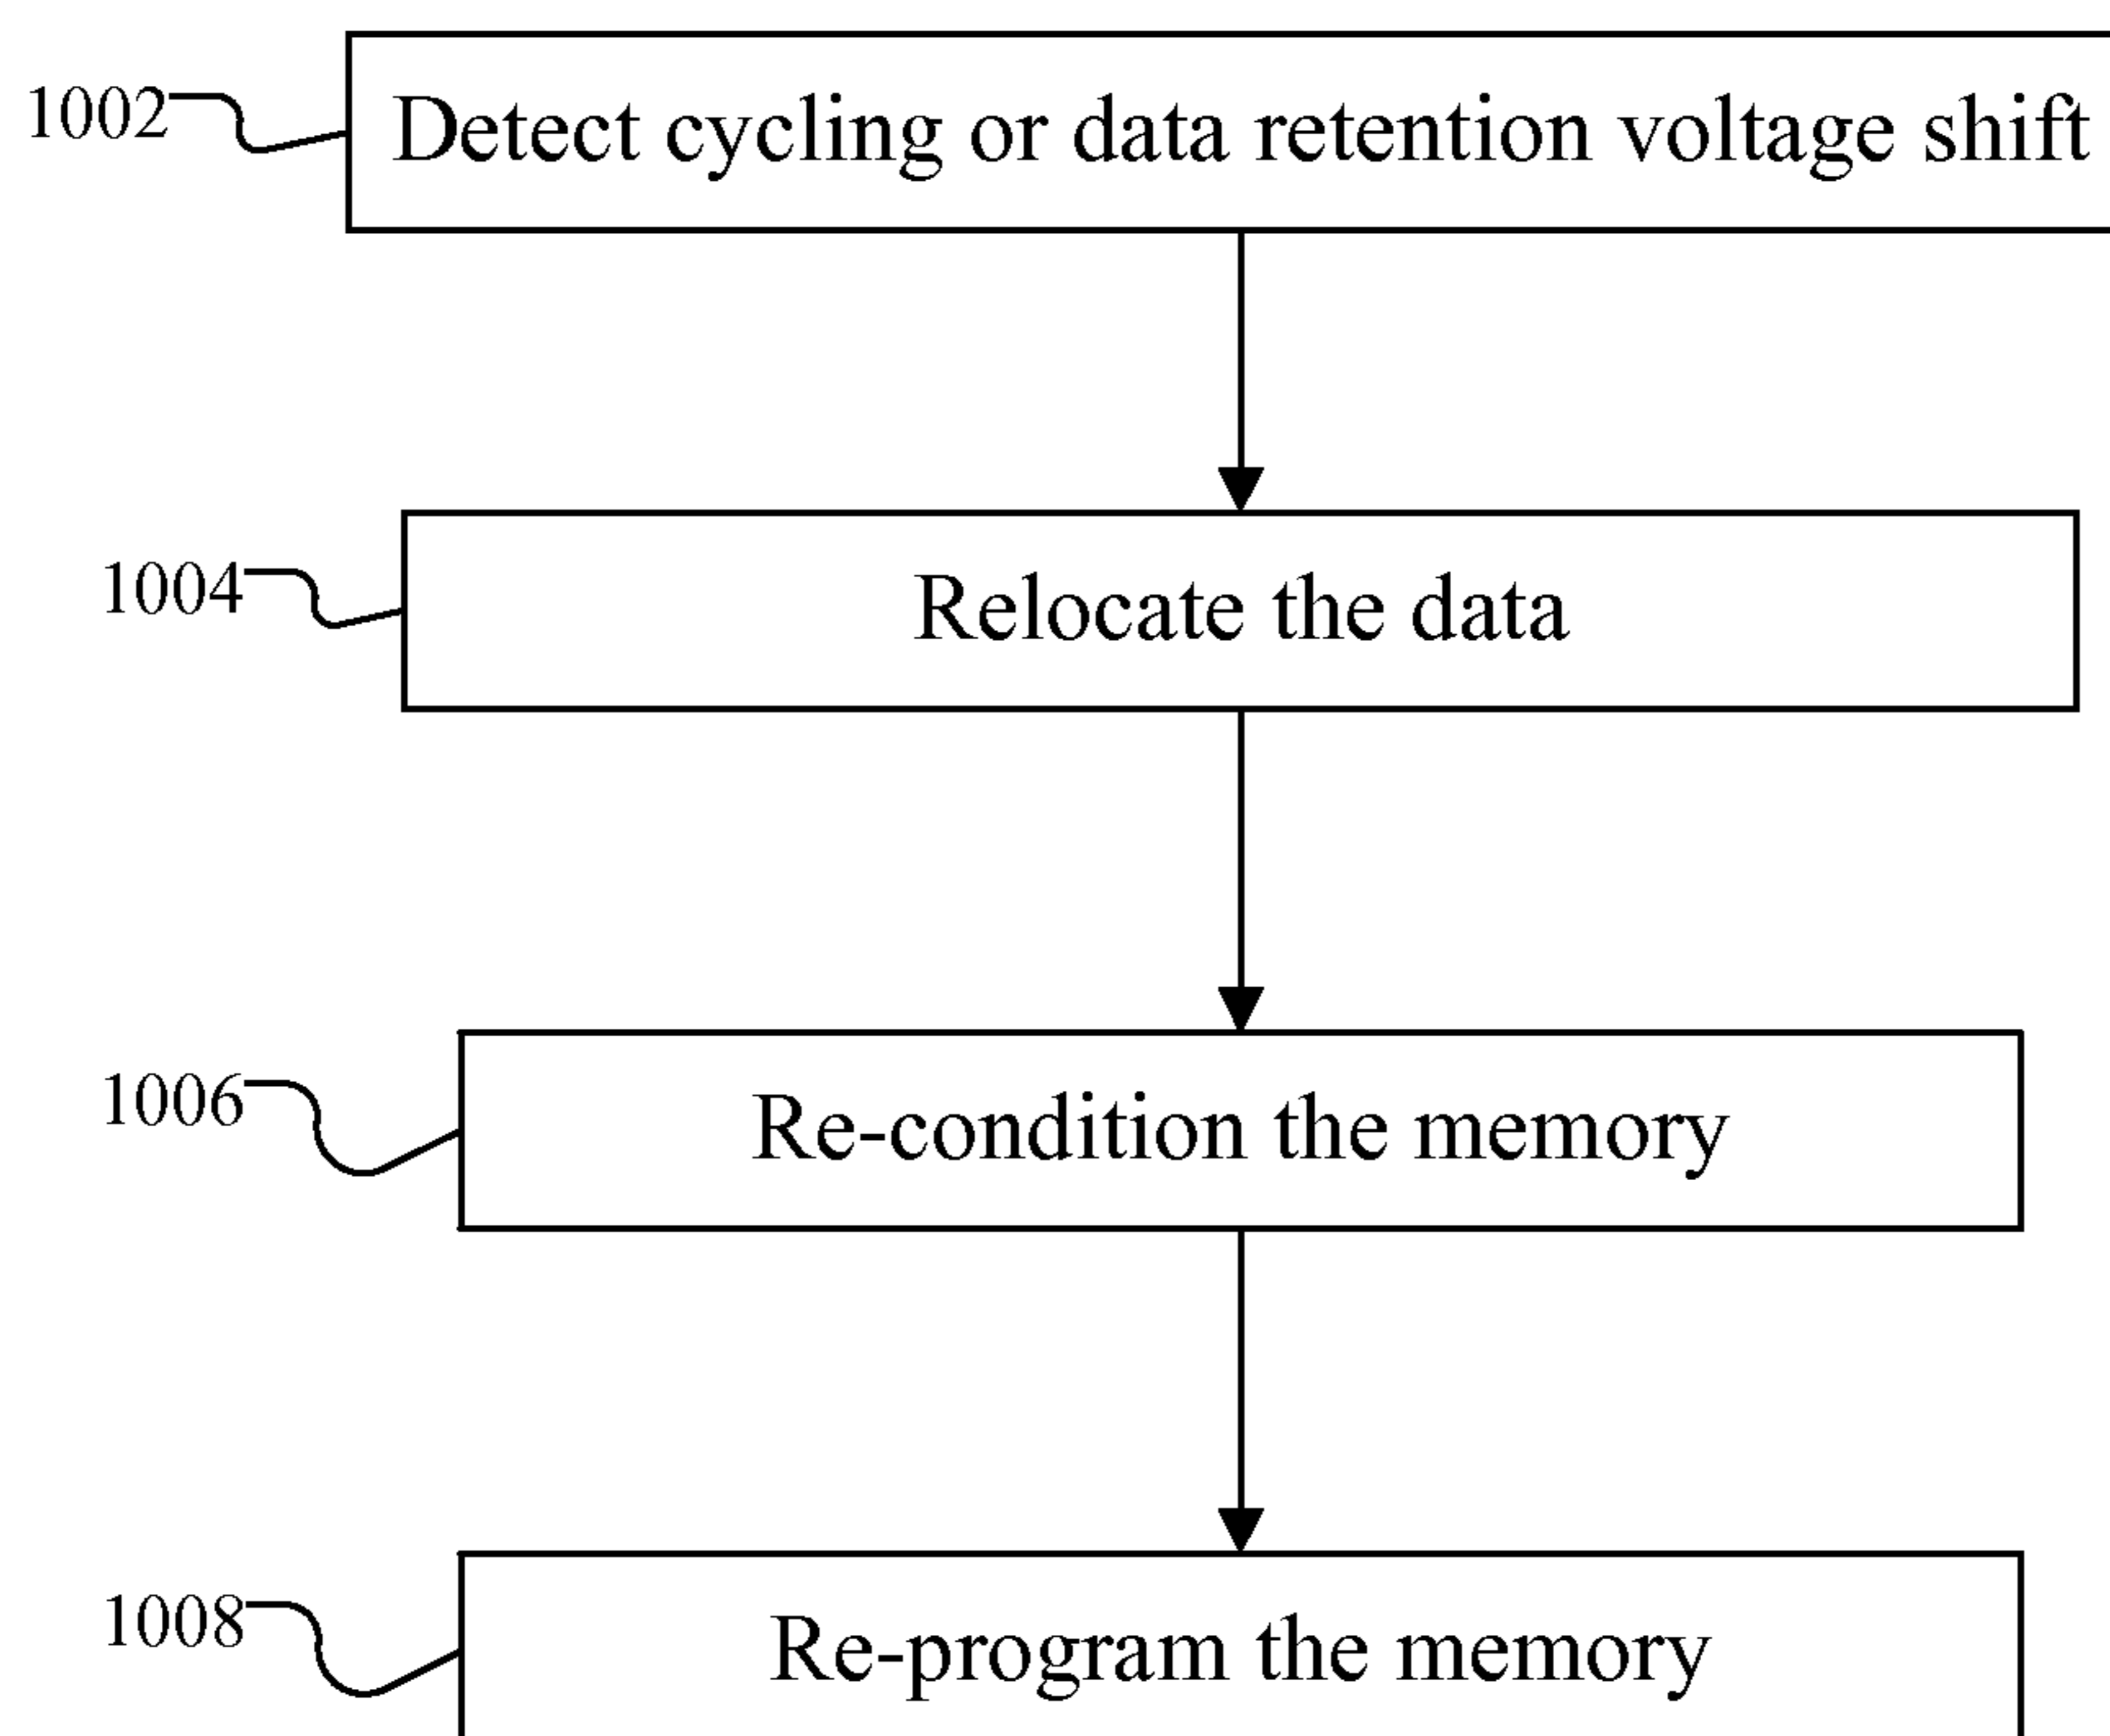 1002
Detect cycling or data retention voltage shift
1004
Relocate the data
1006
Re-condition the memory
1008
Re-program the memory